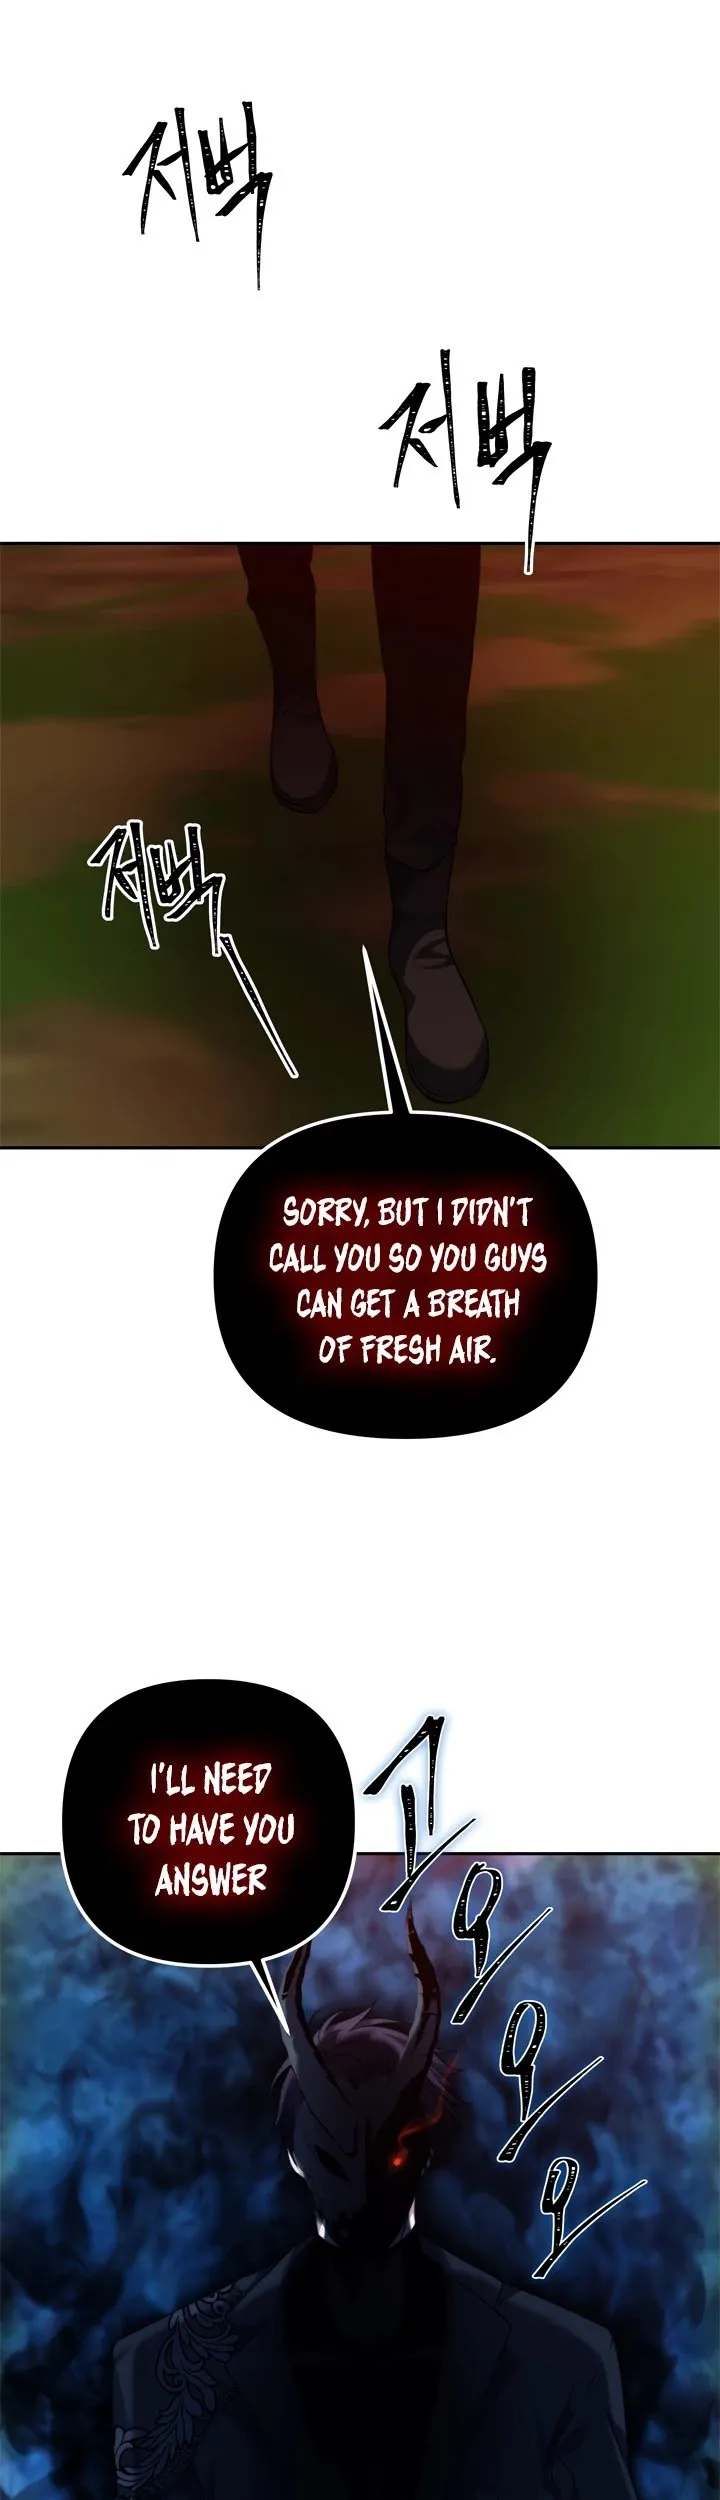 저벅
저벅
저벅
SORRY, BUT I DIDN'T
CALL YOU SO YOU GUYS
CAN GET A BREATH
OF FRESH AIR.
I'LL NEED
TO HAVE YOU
ANSWER
구오오오